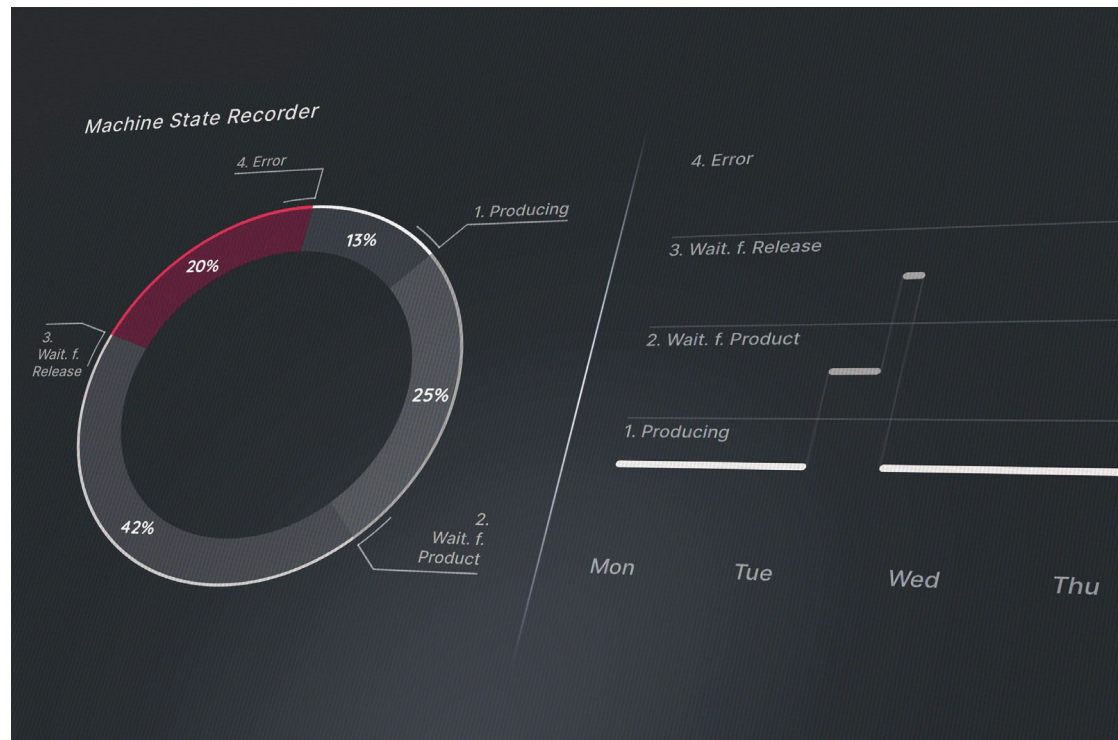 Machine State Recorder
4. Error
1. Producing
13%
20%
3.
Wait. f.
Release
25%
42%
2.
Wait. f.
Product
4. Error
3. Wait. f. Release
2. Wait. f. Product
1. Producing
Mon
Tue
Wed
Thu